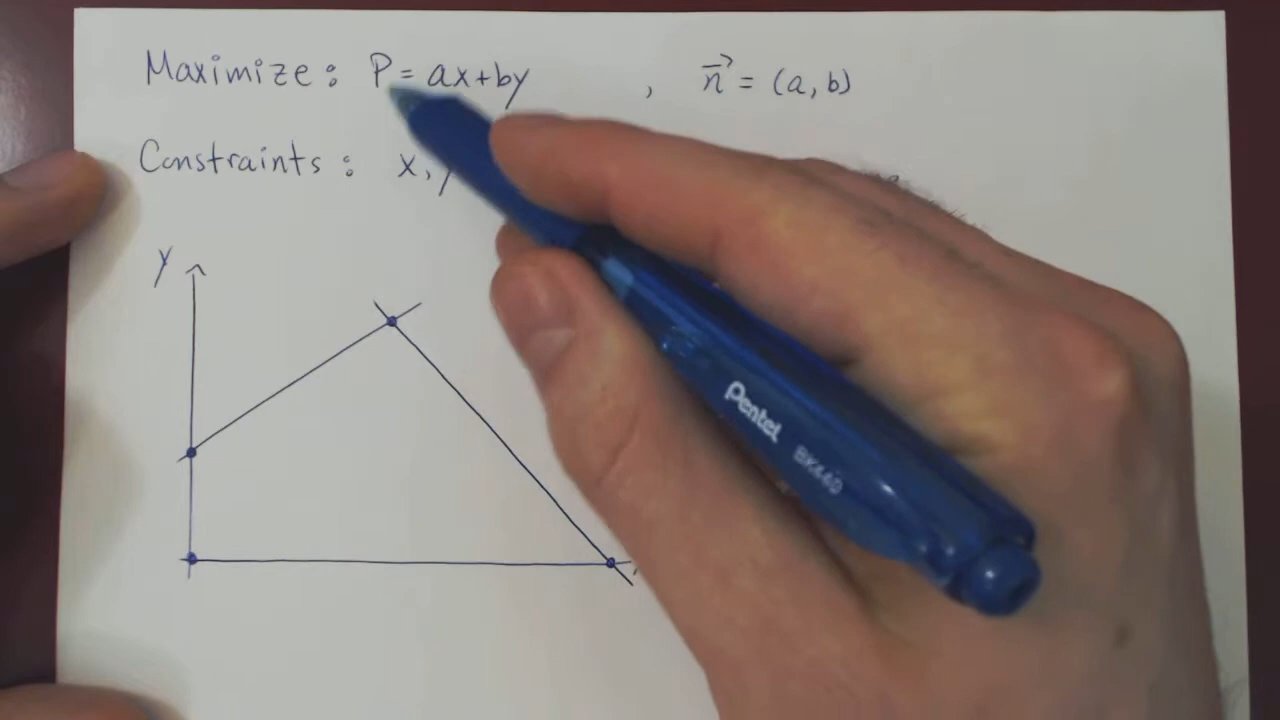 Maximize: P = ax+by , n⃗ = (a, b)
Constraints: x, y
y
Pentel BK440